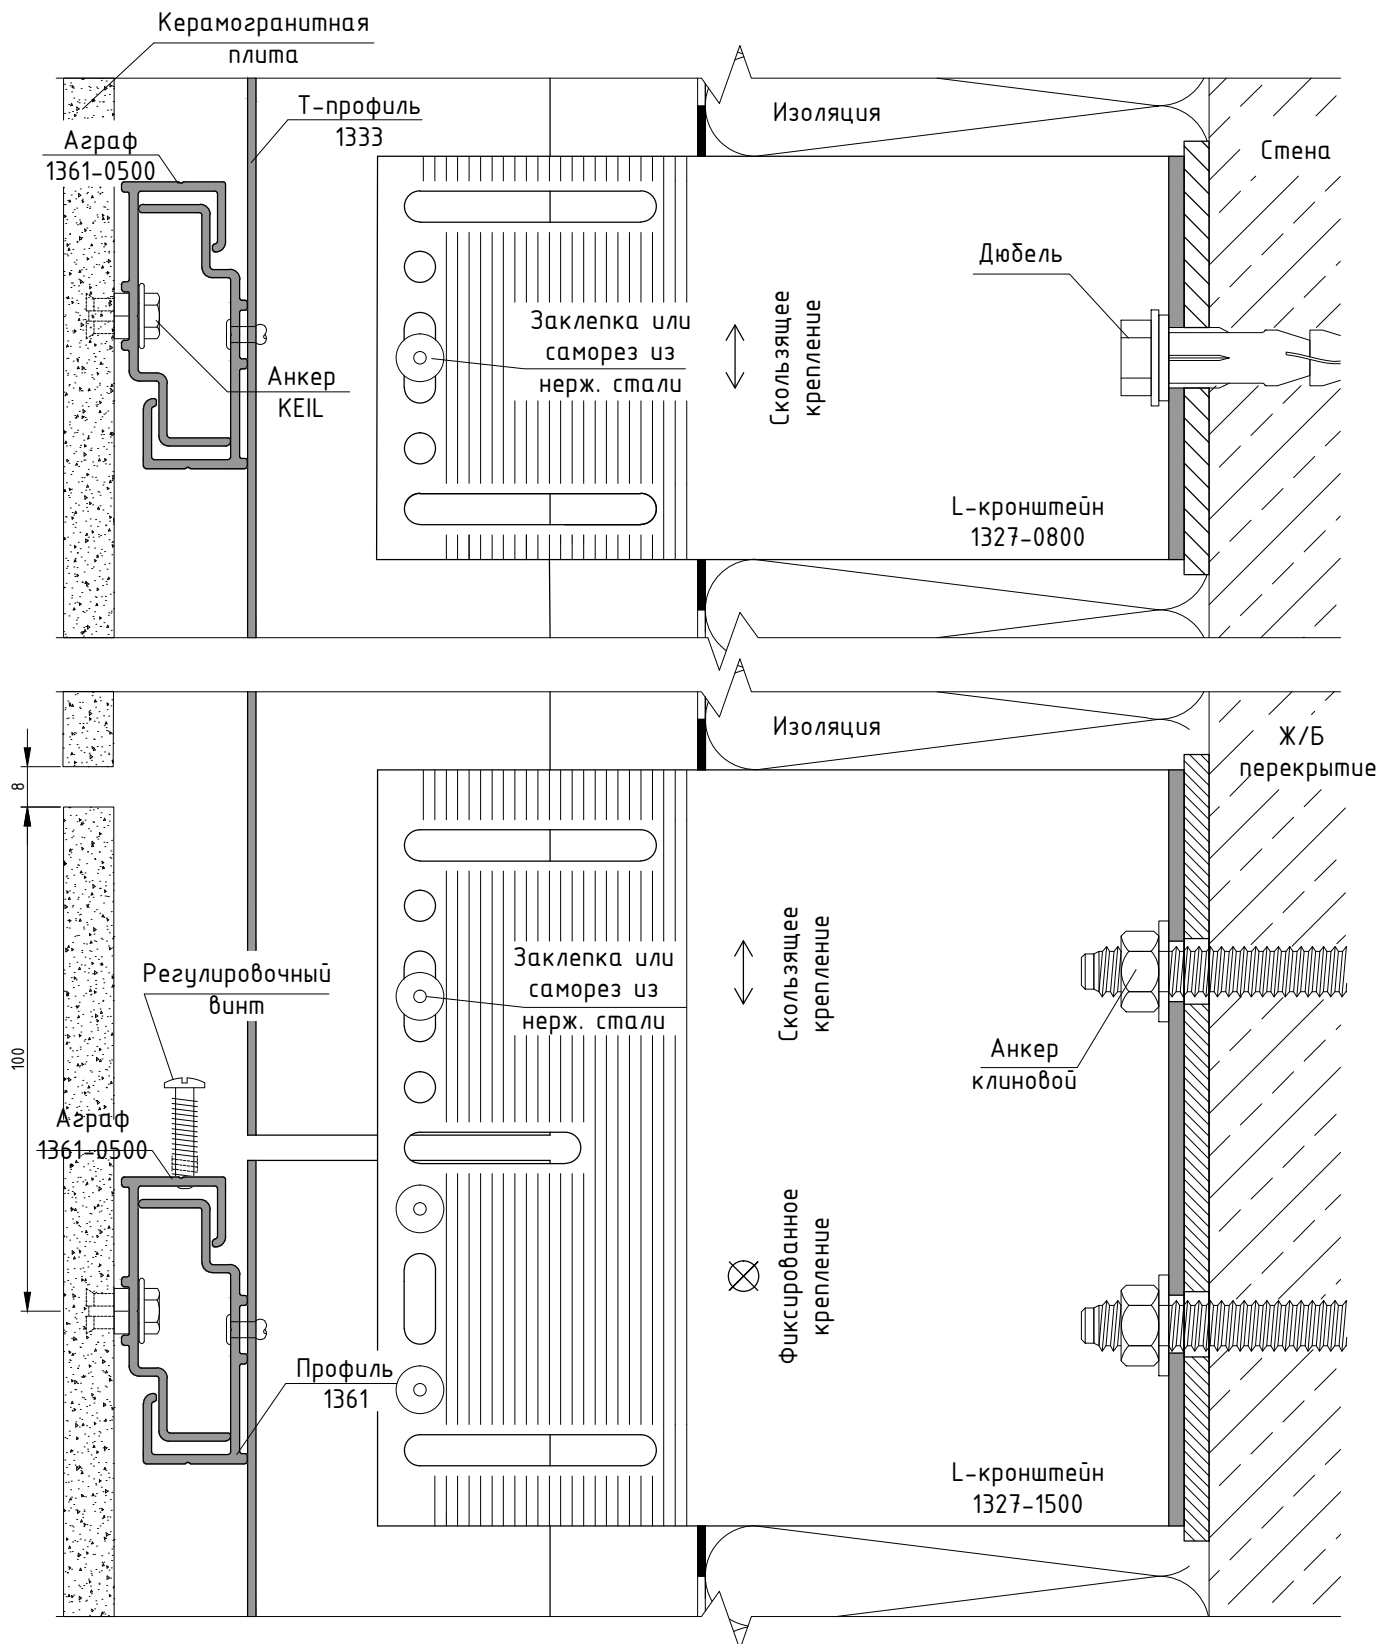 Керамогранитная
плита
Т-профиль
1333
Аграф
1361-0500
Изоляция
Стена
Дюбель
Заклепка или
саморез из
нерж. стали
Скользящее
крепление
Анкер
KEIL
L-кронштейн
1327-0800
Изоляция
Ж/Б
перекрытие
8
100
Регулировочный
винт
Заклепка или
саморез из
нерж. стали
Скользящее
крепление
Анкер
клиновой
Аграф
1361-0500
Фиксированное
крепление
Профиль
1361
L-кронштейн
1327-1500